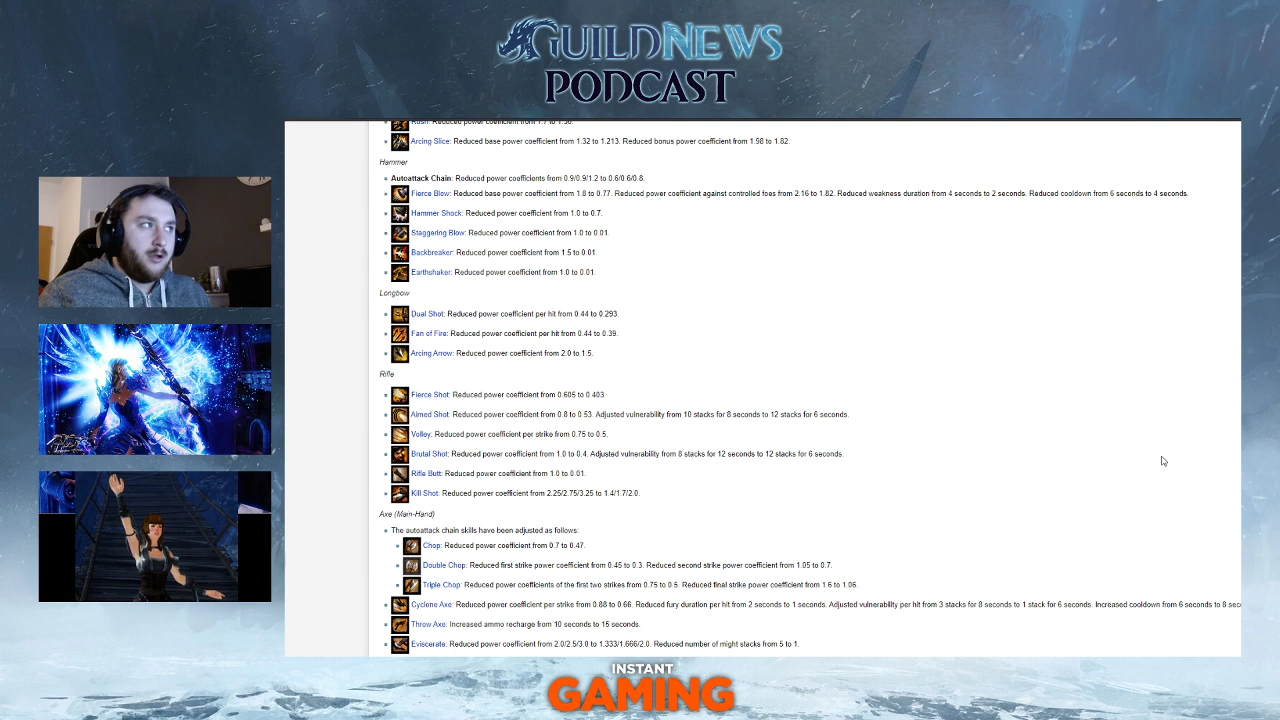 GUILDNEWS
PODCAST
Rush: Reduced power coefficient from 1.7 to 1.36.
Arcing Slice: Reduced base power coefficient from 1.32 to 1.213. Reduced bonus power coefficient from 1.98 to 1.82.
Hammer
Autoattack Chain: Reduced power coefficients from 0.9/0.9/1.2 to 0.6/0.6/0.8.
Fierce Blow: Reduced base power coefficient from 1.8 to 0.77. Reduced power coefficient against controlled foes from 2.16 to 1.82. Reduced weakness duration from 4 seconds to 2 seconds. Reduced cooldown from 6 seconds to 4 seconds.
Hammer Shock: Reduced power coefficient from 1.0 to 0.7.
Staggering Blow: Reduced power coefficient from 1.0 to 0.01.
Backbreaker: Reduced power coefficient from 1.5 to 0.01.
Earthshaker: Reduced power coefficient from 1.0 to 0.01.
Longbow
Dual Shot: Reduced power coefficient per hit from 0.44 to 0.293.
Fan of Fire: Reduced power coefficient per hit from 0.44 to 0.39.
Arcing Arrow: Reduced power coefficient from 2.0 to 1.5.
Rifle
Fierce Shot: Reduced power coefficient from 0.605 to 0.403.
Aimed Shot: Reduced power coefficient from 0.8 to 0.53. Adjusted vulnerability from 10 stacks for 8 seconds to 12 stacks for 6 seconds.
Volley: Reduced power coefficient per strike from 0.75 to 0.5.
Brutal Shot: Reduced power coefficient from 1.0 to 0.4. Adjusted vulnerability from 8 stacks for 12 seconds to 12 stacks for 6 seconds.
Rifle Butt: Reduced power coefficient from 1.0 to 0.01.
Kill Shot: Reduced power coefficient from 2.25/2.75/3.25 to 1.4/1.7/2.0.
Axe (Main-Hand)
The autoattack chain skills have been adjusted as follows:
Chop: Reduced power coefficient from 0.7 to 0.47.
Double Chop: Reduced first strike power coefficient from 0.45 to 0.3. Reduced second strike power coefficient from 1.05 to 0.7.
Triple Chop: Reduced power coefficients of the first two strikes from 0.75 to 0.5. Reduced final strike power coefficient from 1.6 to 1.06.
Cyclone Axe: Reduced power coefficient per strike from 0.88 to 0.66. Reduced fury duration per hit from 2 seconds to 1 seconds. Adjusted vulnerability per hit from 3 stacks for 8 seconds to 1 stack for 6 seconds. Increased cooldown from 6 seconds to 8 sec
Throw Axe: Increased ammo recharge from 10 seconds to 15 seconds.
Eviscerate: Reduced power coefficient from 2.0/2.5/3.0 to 1.333/1.666/2.0. Reduced number of might stacks from 5 to 1.
INSTANT
GAMING